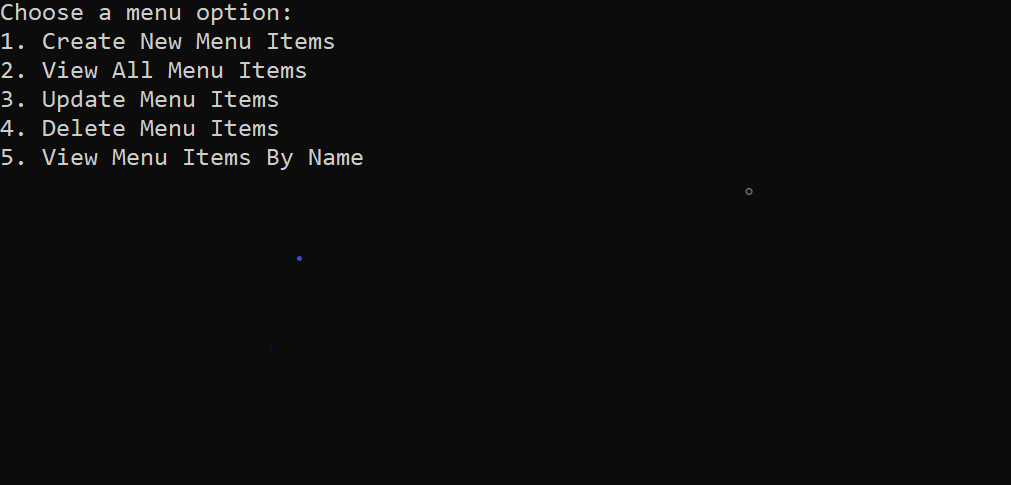 Choose a menu option:
1. Create New Menu Items
2. View All Menu Items
3. Update Menu Items
4. Delete Menu Items
5. View Menu Items By Name